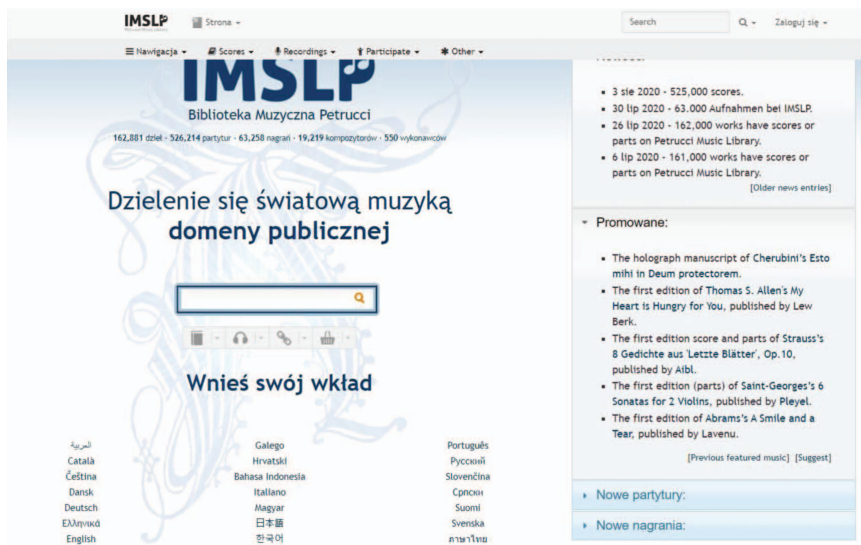 IMSLP
Strona
Search
Zaloguj się
Nawigacja
Scores
Recordings
Participate
Other
IMSLP
Biblioteka Muzyczna Petrucci
162,881 dzieł · 526,214 partytur · 63,258 nagrań · 19,219 kompozytorów · 550 wykonawców
Dzielenie się światową muzyką
domeny publicznej
Wnieś swój wkład
العربية
Català
Čeština
Dansk
Deutsch
Ελληνικά
English
Galego
Hrvatski
Bahasa Indonesia
Italiano
Magyar
日本語
한국어
Português
Русский
Slovenčina
Српски
Suomi
Svenska
ภาษาไทย
3 sie 2020 - 525,000 scores.
30 lip 2020 - 63.000 Aufnahmen bei IMSLP.
26 lip 2020 - 162,000 works have scores or
parts on Petrucci Music Library.
6 lip 2020 - 161,000 works have scores or
parts on Petrucci Music Library.
[Older news entries]
Promowane:
The holograph manuscript of Cherubini's Esto
mihi in Deum protectorem.
The first edition of Thomas S. Allen's My
Heart is Hungry for You, published by Lew
Berk.
The first edition score and parts of Strauss's
8 Gedichte aus 'Letzte Blätter', Op.10,
published by Aibl.
The first edition (parts) of Saint-Georges's 6
Sonatas for 2 Violins, published by Pleyel.
The first edition of Abrams's A Smile and a
Tear, published by Lavenu.
[Previous featured music] [Suggest]
Nowe partytury:
Nowe nagrania: